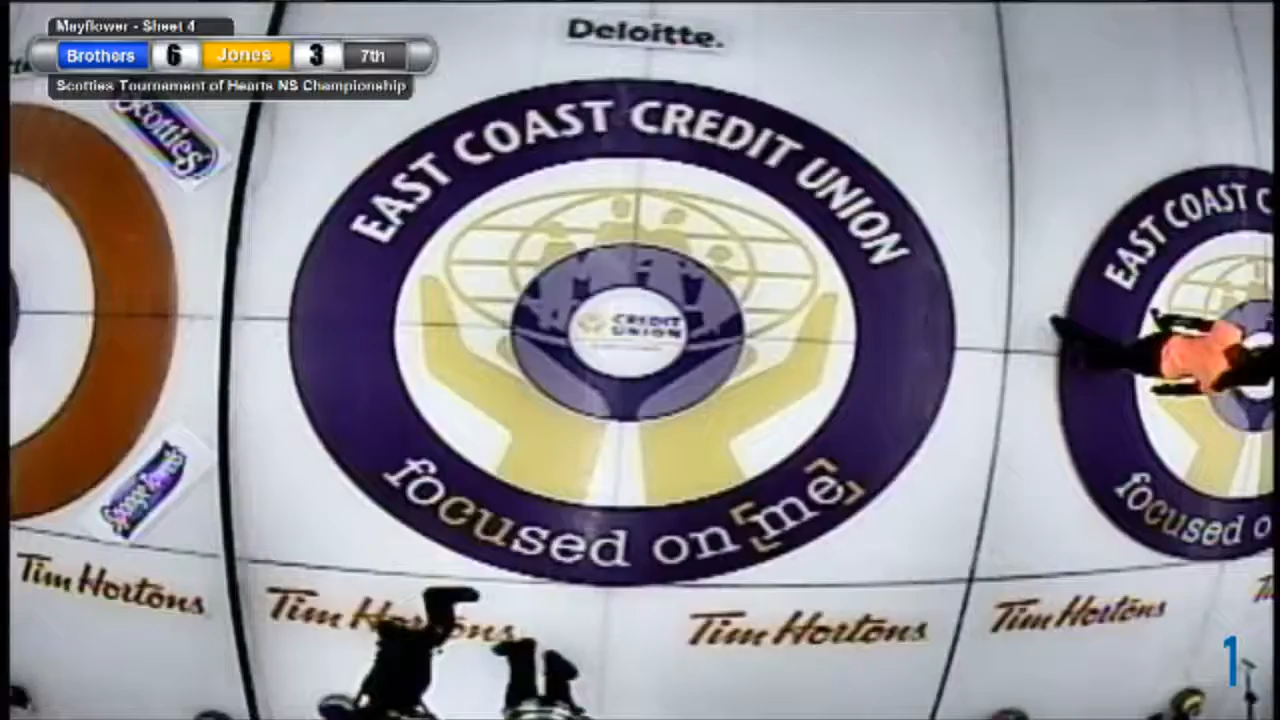 Mayflower - Sheet 4
Brothers 6 Jones 3 7th
Scotties Tournament of Hearts NS Championship
Deloitte.
Scotties
EAST COAST CREDIT UNION
CREDIT
UNION
focused on [me]
EAST COAST C
focused o
Tim Hortons
Tim Hortons
Tim Hortons
Tim Hortons
1